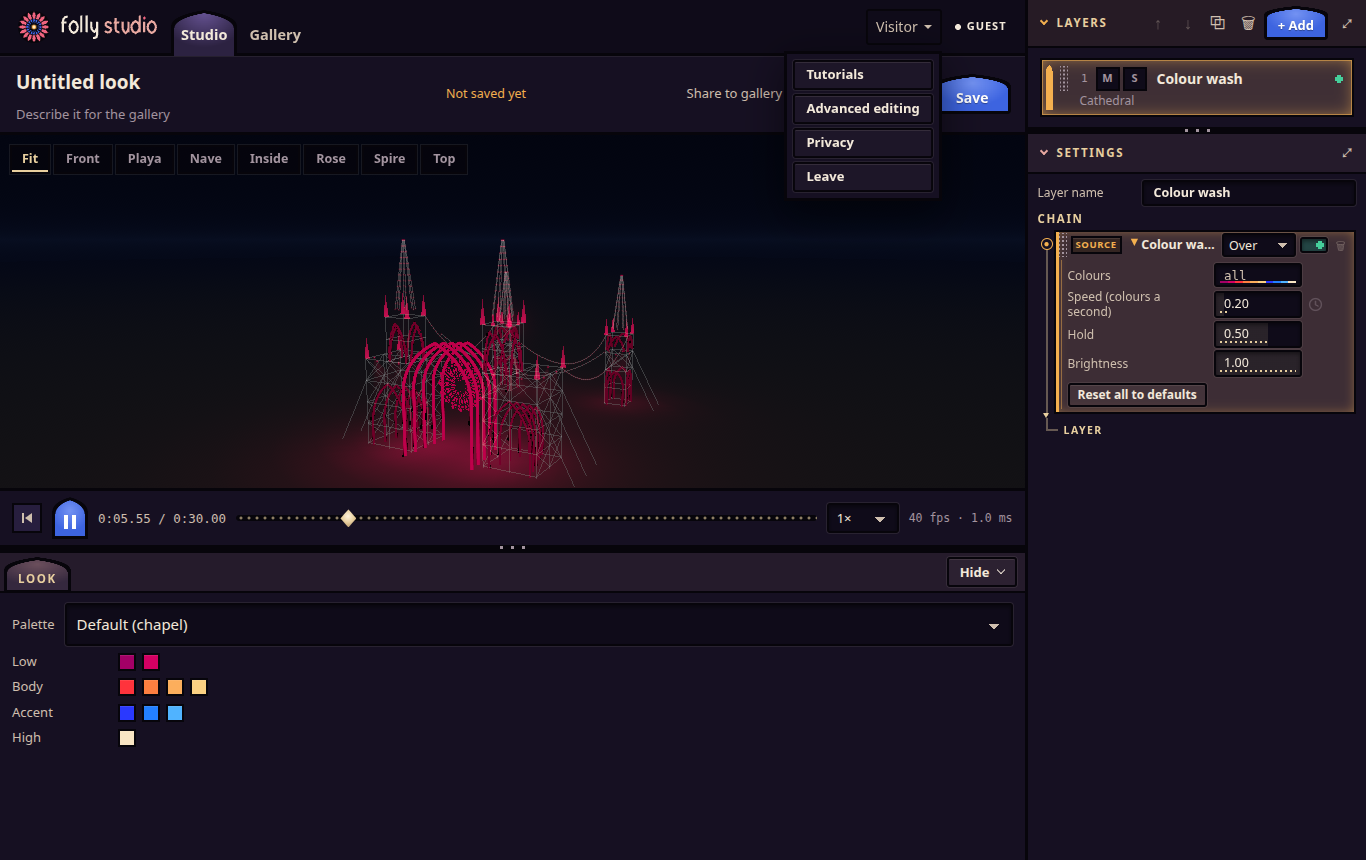 folly studio
Studio
Gallery
Visitor
GUEST
Tutorials
Advanced editing
Privacy
Leave
Untitled look
Describe it for the gallery
Not saved yet
Share to gallery
Save
Fit
Front
Playa
Nave
Inside
Rose
Spire
Top
0:05.55 / 0:30.00
1×
40 fps · 1.0 ms
LOOK
Hide
Palette
Default (chapel)
Low
Body
Accent
High
LAYERS
+ Add
1
M
S
Colour wash
Cathedral
SETTINGS
Layer name
Colour wash
CHAIN
SOURCE
Colour wa...
Over
Colours
all
Speed (colours a
second)
0.20
Hold
0.50
Brightness
1.00
Reset all to defaults
LAYER